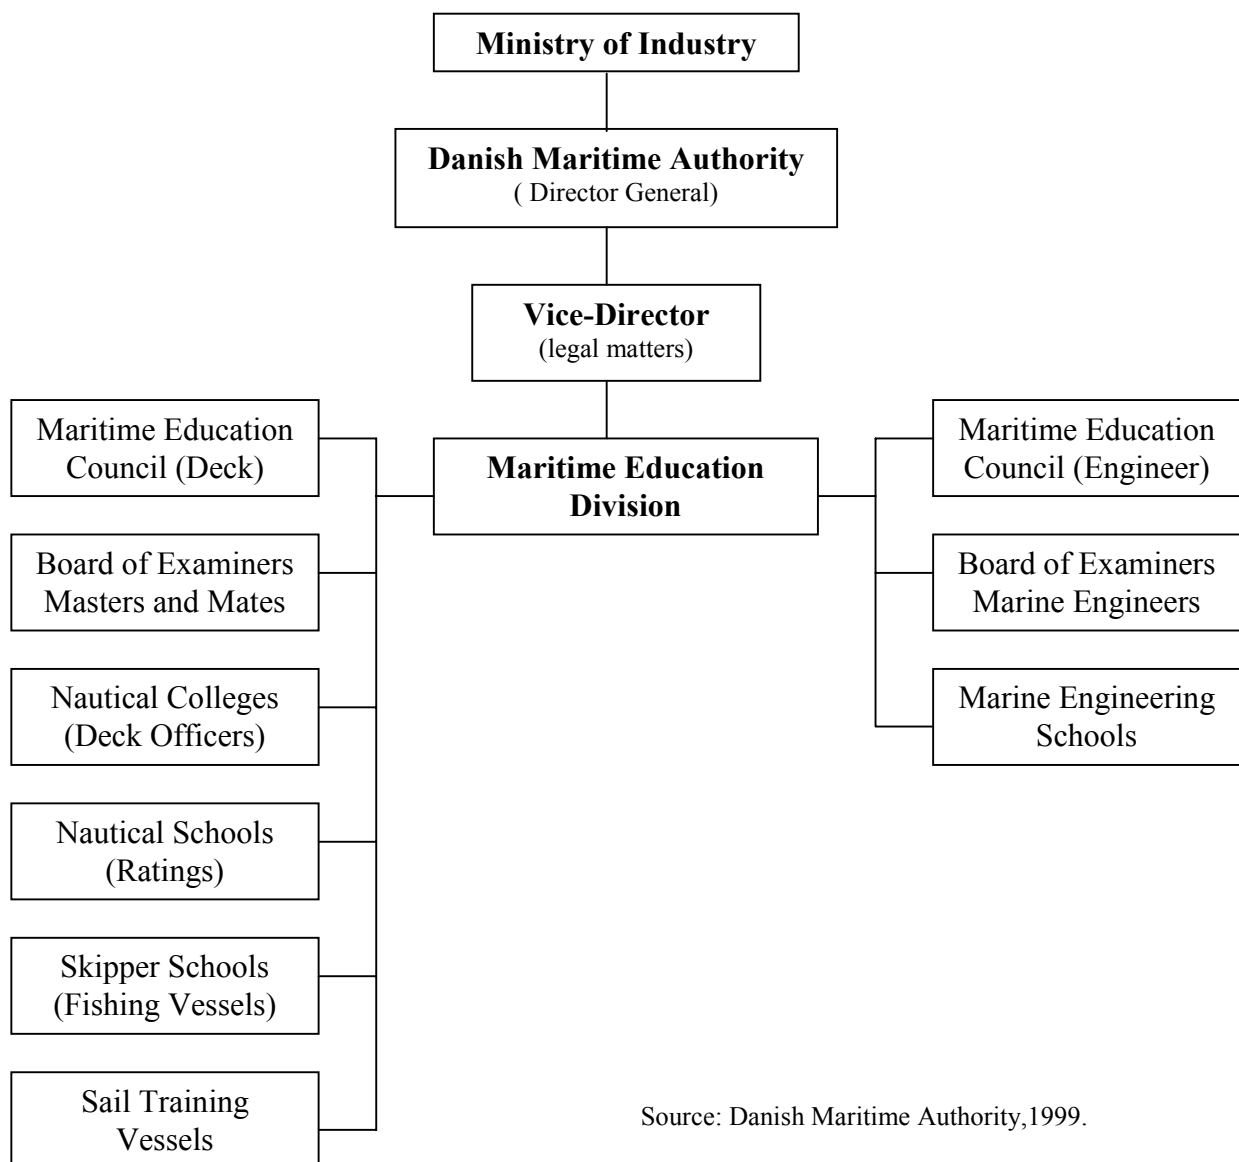 Ministry of Industry
Danish Maritime Authority
( Director General)
Vice-Director
(legal matters)
Maritime Education
Division
Maritime Education
Council (Deck)
Board of Examiners
Masters and Mates
Nautical Colleges
(Deck Officers)
Nautical Schools
(Ratings)
Skipper Schools
(Fishing Vessels)
Sail Training
Vessels
Maritime Education
Council (Engineer)
Board of Examiners
Marine Engineers
Marine Engineering
Schools
Source: Danish Maritime Authority,1999.